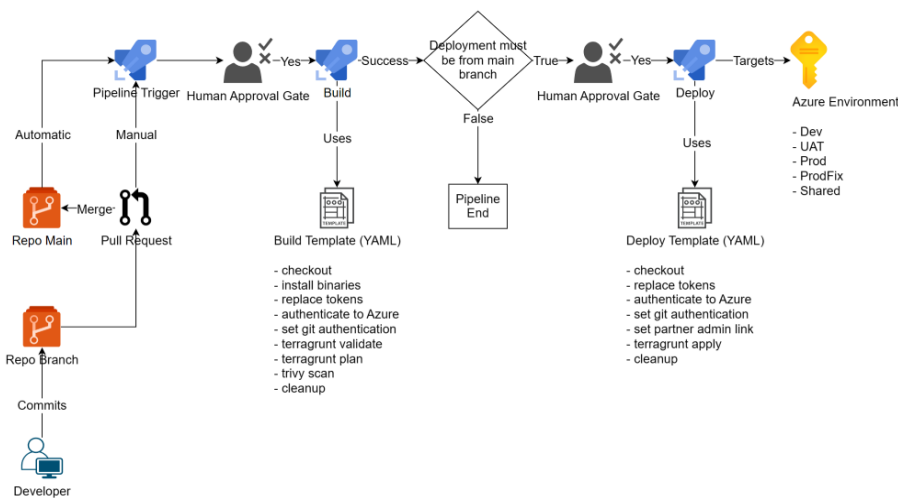 Deployment must
be from main
branch
Yes
Success
True
Yes
Targets
Pipeline Trigger
Human Approval Gate
Build
Human Approval Gate
Deploy
Azure Environment
False
Automatic
Manual
Uses
Uses
- Dev
- UAT
- Prod
- ProdFix
- Shared
Merge
Pipeline
End
TEMPLATE
TEMPLATE
Repo Main
Pull Request
Build Template (YAML)
- checkout
- install binaries
- replace tokens
- authenticate to Azure
- set git authentication
- terragrunt validate
- terragrunt plan
- trivy scan
- cleanup
Deploy Template (YAML)
- checkout
- replace tokens
- authenticate to Azure
- set git authentication
- set partner admin link
- terragrunt apply
- cleanup
Repo Branch
Commits
Developer